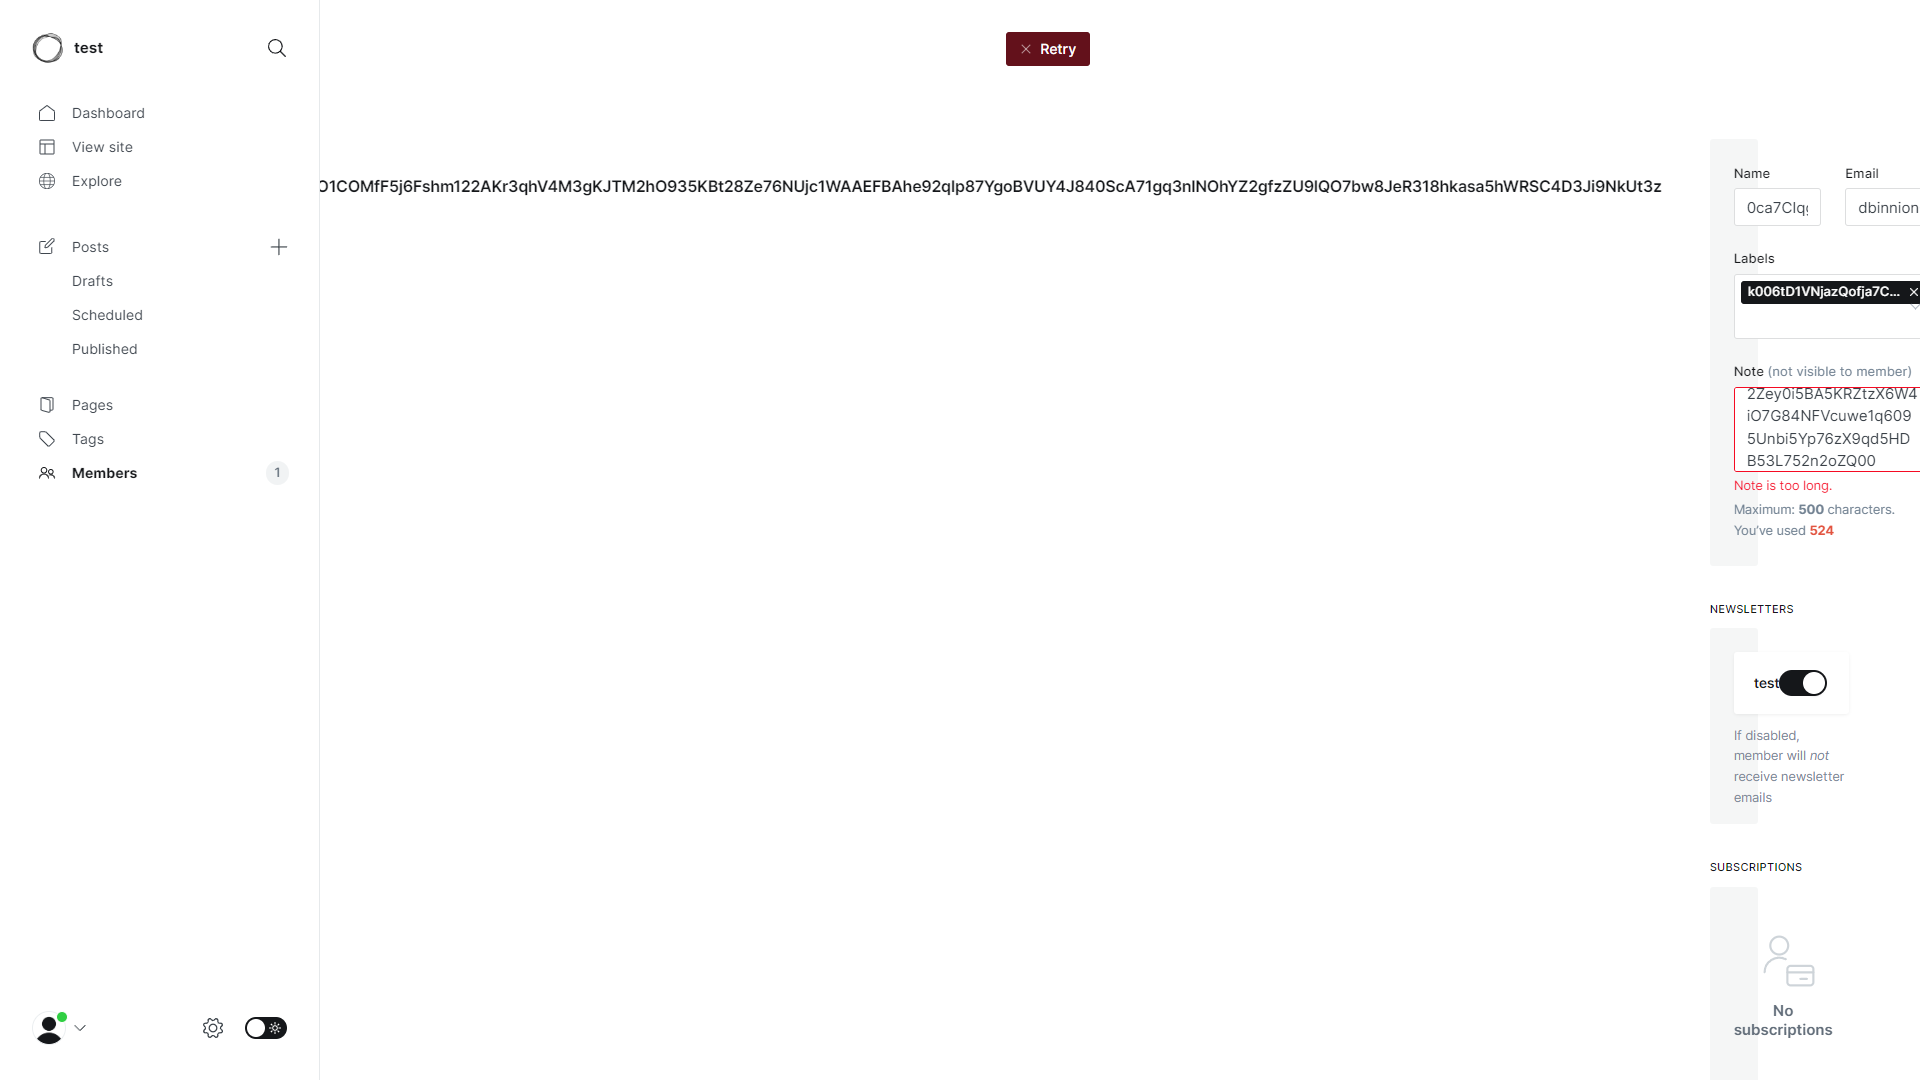 test
Retry
Dashboard
View site
Explore
O1COMfF5j6Fshm122AKr3qhV4M3gKJTM2hO935KBt28Ze76NUjc1WAAEFBAhe92qIp87YgoBVUY4J840ScA71gq3nINOhYZ2gfzZU9IQO7bw8JeR318hkasa5hWRSC4D3Ji9NkUt3z
Posts
Drafts
Scheduled
Published
Pages
Tags
Members 1
Name Email
0ca7CIq dbinnion
Labels
k006tD1VNjazQofja7C...
Note (not visible to member)
2Zey0i5BA5KRZtzX6W4
iO7G84NFVcuwe1q609
5Unbi5Yp76zX9qd5HD
B53L752n2oZQ00
Note is too long.
Maximum: 500 characters.
You've used 524
NEWSLETTERS
test
If disabled,
member will not
receive newsletter
emails
SUBSCRIPTIONS
No
subscriptions